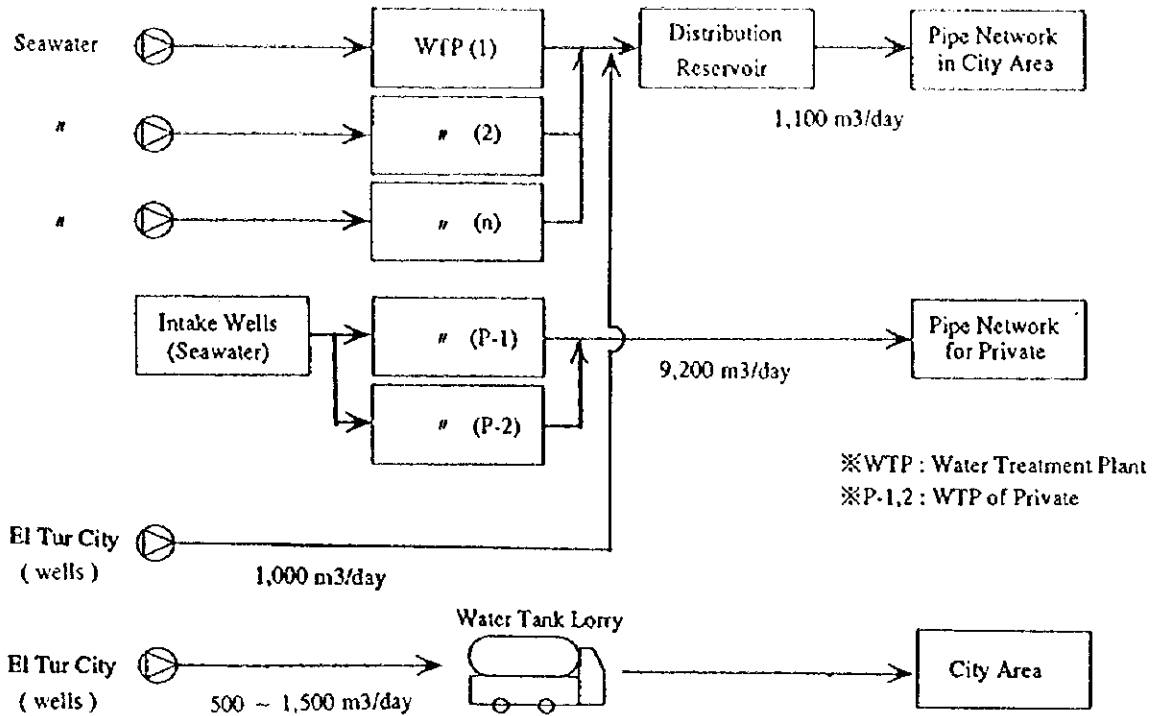 Seawater
WTP (1)
Distribution
Reservoir
Pipe Network
in City Area
1,100 m3/day
〃
〃 (2)
〃
〃 (n)
Intake Wells
(Seawater)
〃 (P-1)
〃 (P-2)
9,200 m3/day
Pipe Network
for Private
※WTP : Water Treatment Plant
※P-1,2 : WTP of Private
El Tur City
( wells )
1,000 m3/day
Water Tank Lorry
El Tur City
( wells )
500 ~ 1,500 m3/day
City Area